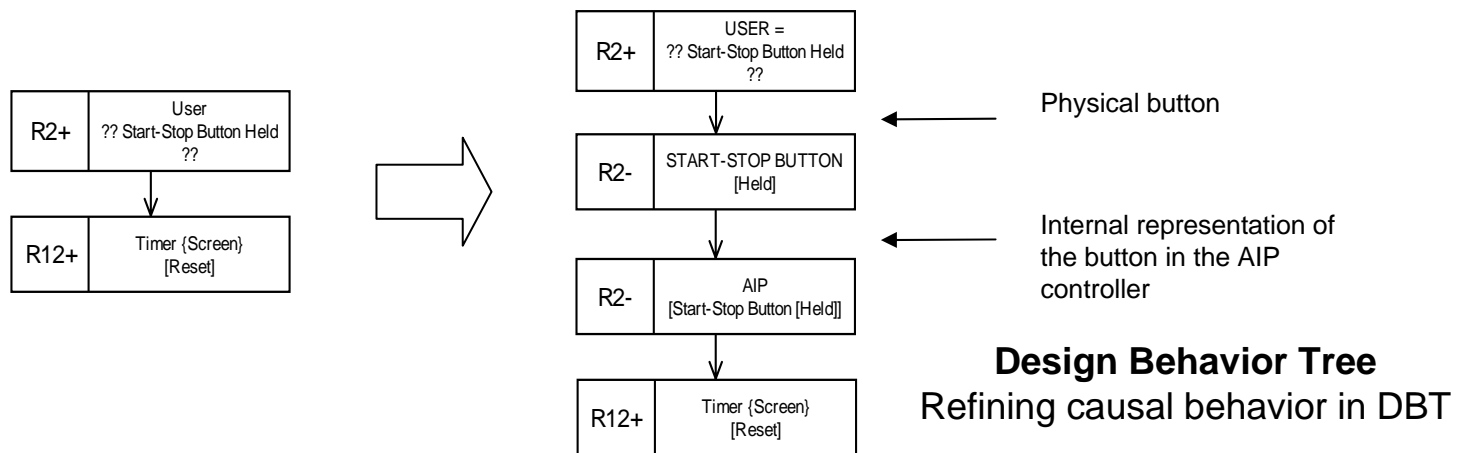 R2+
User
?? Start-Stop Button Held
??
R12+
Timer {Screen}
[Reset]
R2+
USER =
?? Start-Stop Button Held
??
R2-
START-STOP BUTTON
[Held]
R2-
AIP
[Start-Stop Button [Held]]
R12+
Timer {Screen}
[Reset]
Physical button
Internal representation of
the button in the AIP
controller
Design Behavior Tree
Refining causal behavior in DBT